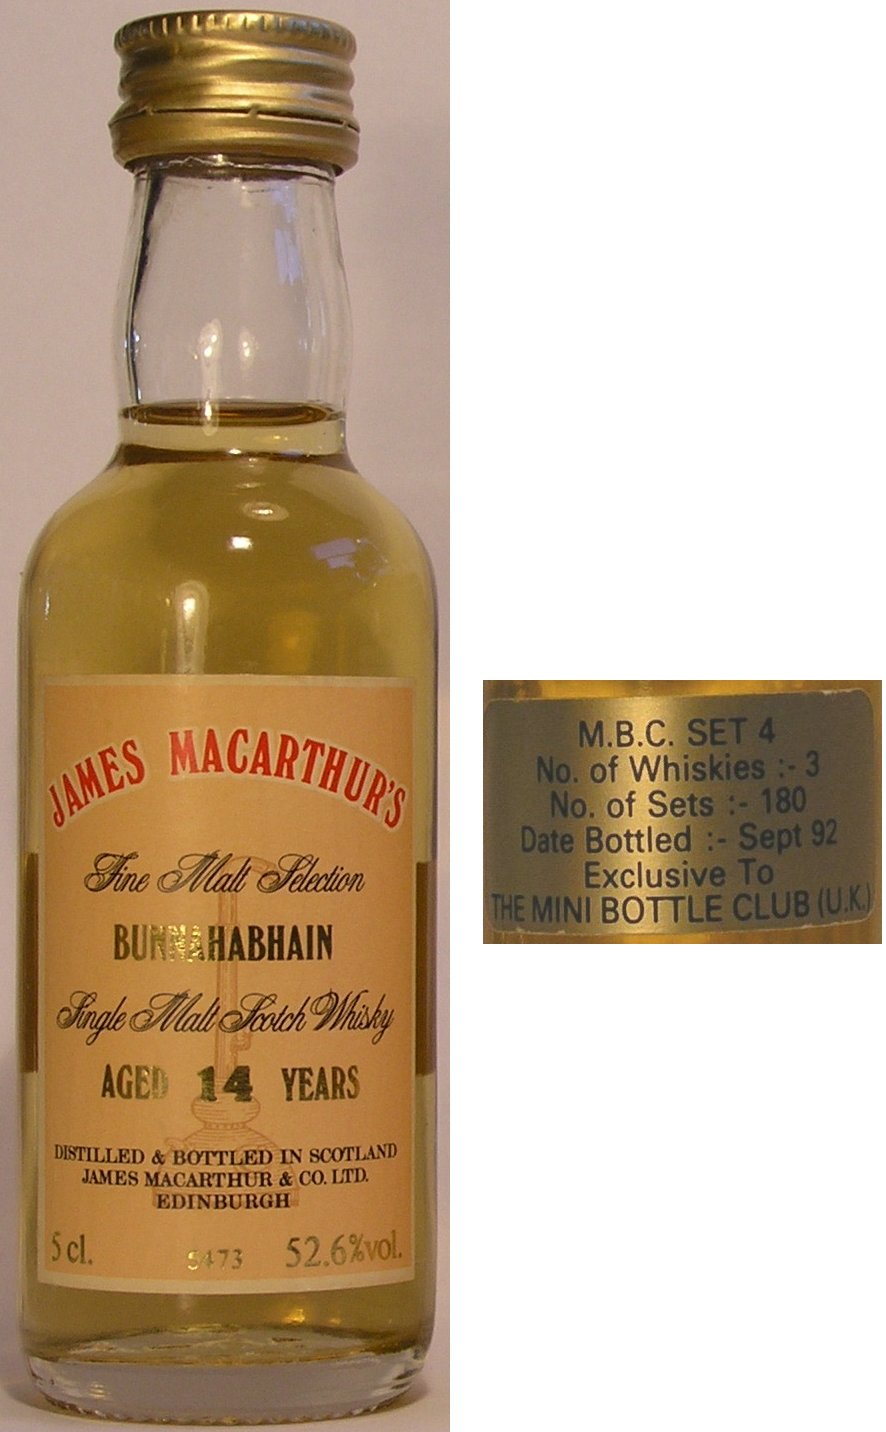 JAMES MACARTHUR'S
Fine Malt Selection
BUNNAHABHAIN
Single Malt Scotch Whisky
AGED 14 YEARS
DISTILLED & BOTTLED IN SCOTLAND
JAMES MACARTHUR & CO. LTD.
EDINBURGH
5 cl. 5473 52.6%vol.
M.B.C. SET 4
No. of Whiskies :- 3
No. of Sets :- 180
Date Bottled :- Sept 92
Exclusive To
THE MINI BOTTLE CLUB (U.K.)